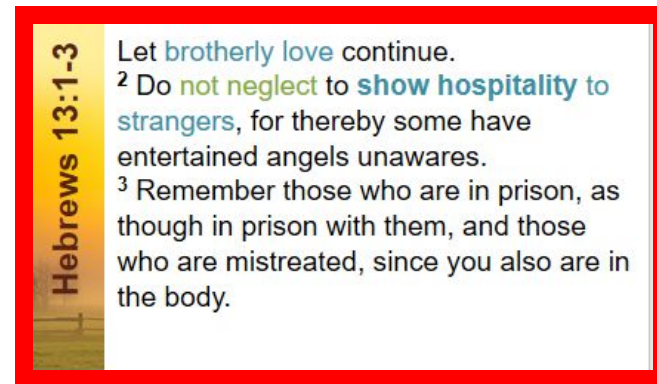 Hebrews 13:1-3
Let brotherly love continue.
² Do not neglect to show hospitality to
strangers, for thereby some have
entertained angels unawares.
³ Remember those who are in prison, as
though in prison with them, and those
who are mistreated, since you also are in
the body.